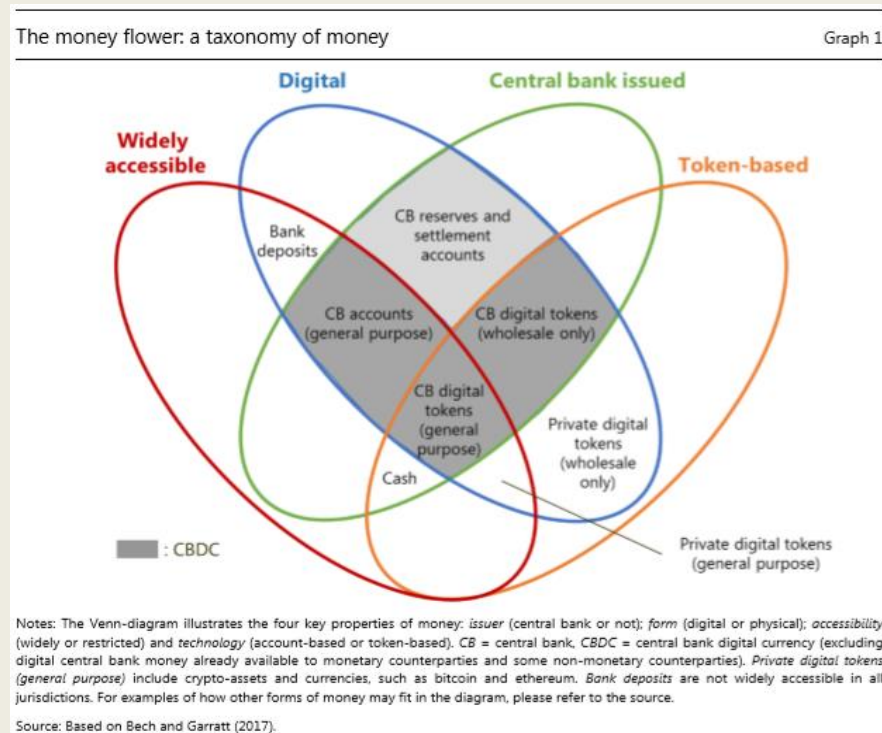 The money flower: a taxonomy of money
Graph 1
Digital
Central bank issued
Widely
accessible
Token-based
Bank
deposits
CB reserves and
settlement
accounts
CB accounts
(general purpose)
CB digital tokens
(wholesale only)
CB digital
tokens
(general
purpose)
Private digital
tokens
(wholesale
only)
Cash
Private digital tokens
(general purpose)
: CBDC
Notes: The Venn-diagram illustrates the four key properties of money: issuer (central bank or not); form (digital or physical); accessibility
(widely or restricted) and technology (account-based or token-based). CB = central bank, CBDC = central bank digital currency (excluding
digital central bank money already available to monetary counterparties and some non-monetary counterparties). Private digital tokens
(general purpose) include crypto-assets and currencies, such as bitcoin and ethereum. Bank deposits are not widely accessible in all
jurisdictions. For examples of how other forms of money may fit in the diagram, please refer to the source.
Source: Based on Bech and Garratt (2017).